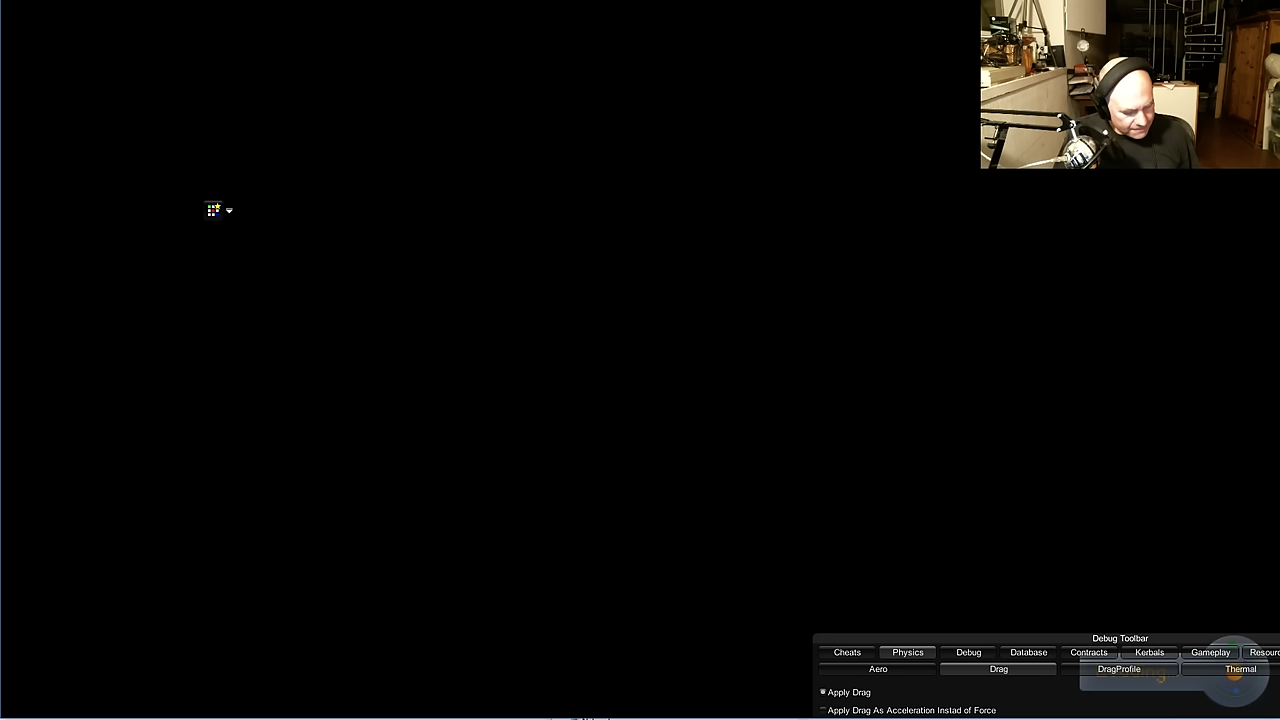 Debug Toolbar
Cheats Physics Debug Database Contracts Kerbals Gameplay Resourc
Aero Drag DragProfile Thermal
Apply Drag
Apply Drag As Acceleration Instad of Force